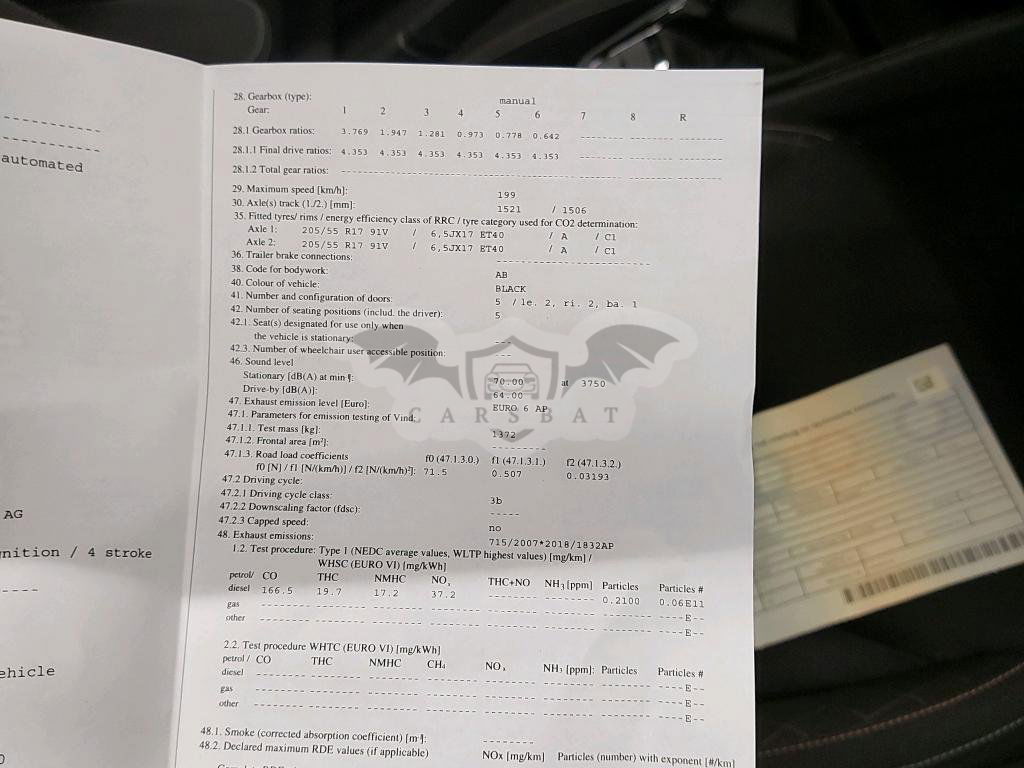 automated
AG
nition / 4 stroke
ehicle
28. Gearbox (type): manual
Gear: 1 2 3 4 5 6 7 8 R
28.1 Gearbox ratios: 3.769 1.947 1.281 0.973 0.778 0.642 -------- -------- --------
28.1.1 Final drive ratios: 4.353 4.353 4.353 4.353 4.353 4.353 -------- -------- --------
28.1.2 Total gear ratios: --------
29. Maximum speed [km/h]: 199
30. Axle(s) track (1./2.) [mm]: 1521 / 1506
35. Fitted tyres/ rims / energy efficiency class of RRC / tyre category used for CO2 determination:
Axle 1: 205/55 R17 91V / 6,5JX17 ET40 / A / C1
Axle 2: 205/55 R17 91V / 6,5JX17 ET40 / A / C1
36. Trailer brake connections: --------
38. Code for bodywork: AB
40. Colour of vehicle: BLACK
41. Number and configuration of doors: 5 / le. 2, ri. 2, ba. 1
42. Number of seating positions (includ. the driver): 5
42.1. Seat(s) designated for use only when
the vehicle is stationary: ---
42.3. Number of wheelchair user accessible position: ---
46. Sound level
Stationary [dB(A) at min⁻¹]: 70.00 at 3750
Drive-by [dB(A)]: 64.00
47. Exhaust emission level [Euro]: EURO 6 AP
CARSBAT
47.1. Parameters for emission testing of Vind:
47.1.1. Test mass [kg]: 1372
47.1.2. Frontal area [m²]: ---------
47.1.3. Road load coefficients f0 (47.1.3.0.) f1 (47.1.3.1.) f2 (47.1.3.2.)
f0 [N] / f1 [N/(km/h)] / f2 [N/(km/h)²]: 71.5 0.507 0.03193
47.2 Driving cycle:
47.2.1 Driving cycle class: 3b
47.2.2 Downscaling factor (fdsc): -----
47.2.3 Capped speed: no
48. Exhaust emissions: 715/2007*2018/1832AP
1.2. Test procedure: Type 1 (NEDC average values, WLTP highest values) [mg/km] /
WHSC (EURO VI) [mg/kWh]
petrol/ CO THC NMHC NOₓ THC+NO NH₃ [ppm] Particles Particles #
diesel 166.5 19.7 17.2 37.2 -------- -------- 0.2100 0.06E11
gas ----E--
other ----E--
2.2. Test procedure WHTC (EURO VI) [mg/kWh]
petrol / CO THC NMHC CH₄ NOₓ NH₃ [ppm]: Particles Particles #
diesel ----E--
gas ----E--
other ----E--
48.1. Smoke (corrected absorption coefficient) [m⁻¹]: --------
48.2. Declared maximum RDE values (if applicable) NOx [mg/km] Particles (number) with exponent [#/km]